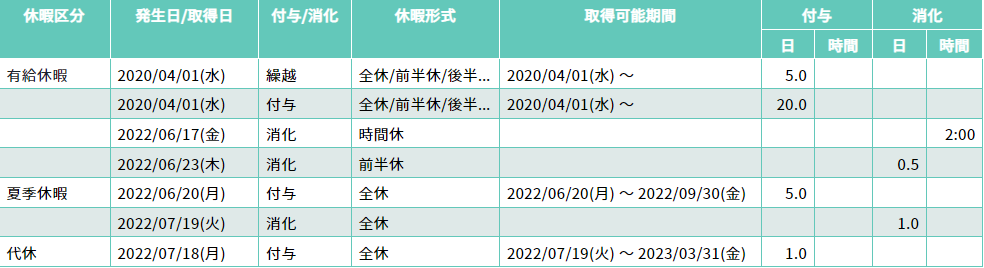 休暇区分 発生日/取得日 付与/消化 休暇形式 取得可能期間 付与 消化
日 時間 日 時間
有給休暇 2020/04/01(水) 繰越 全休/前半休/後半... 2020/04/01(水) ～ 5.0
2020/04/01(水) 付与 全休/前半休/後半... 2020/04/01(水) ～ 20.0
2022/06/17(金) 消化 時間休 2:00
2022/06/23(木) 消化 前半休 0.5
夏季休暇 2022/06/20(月) 付与 全休 2022/06/20(月) ～ 2022/09/30(金) 5.0
2022/07/19(火) 消化 全休 1.0
代休 2022/07/18(月) 付与 全休 2022/07/19(火) ～ 2023/03/31(金) 1.0